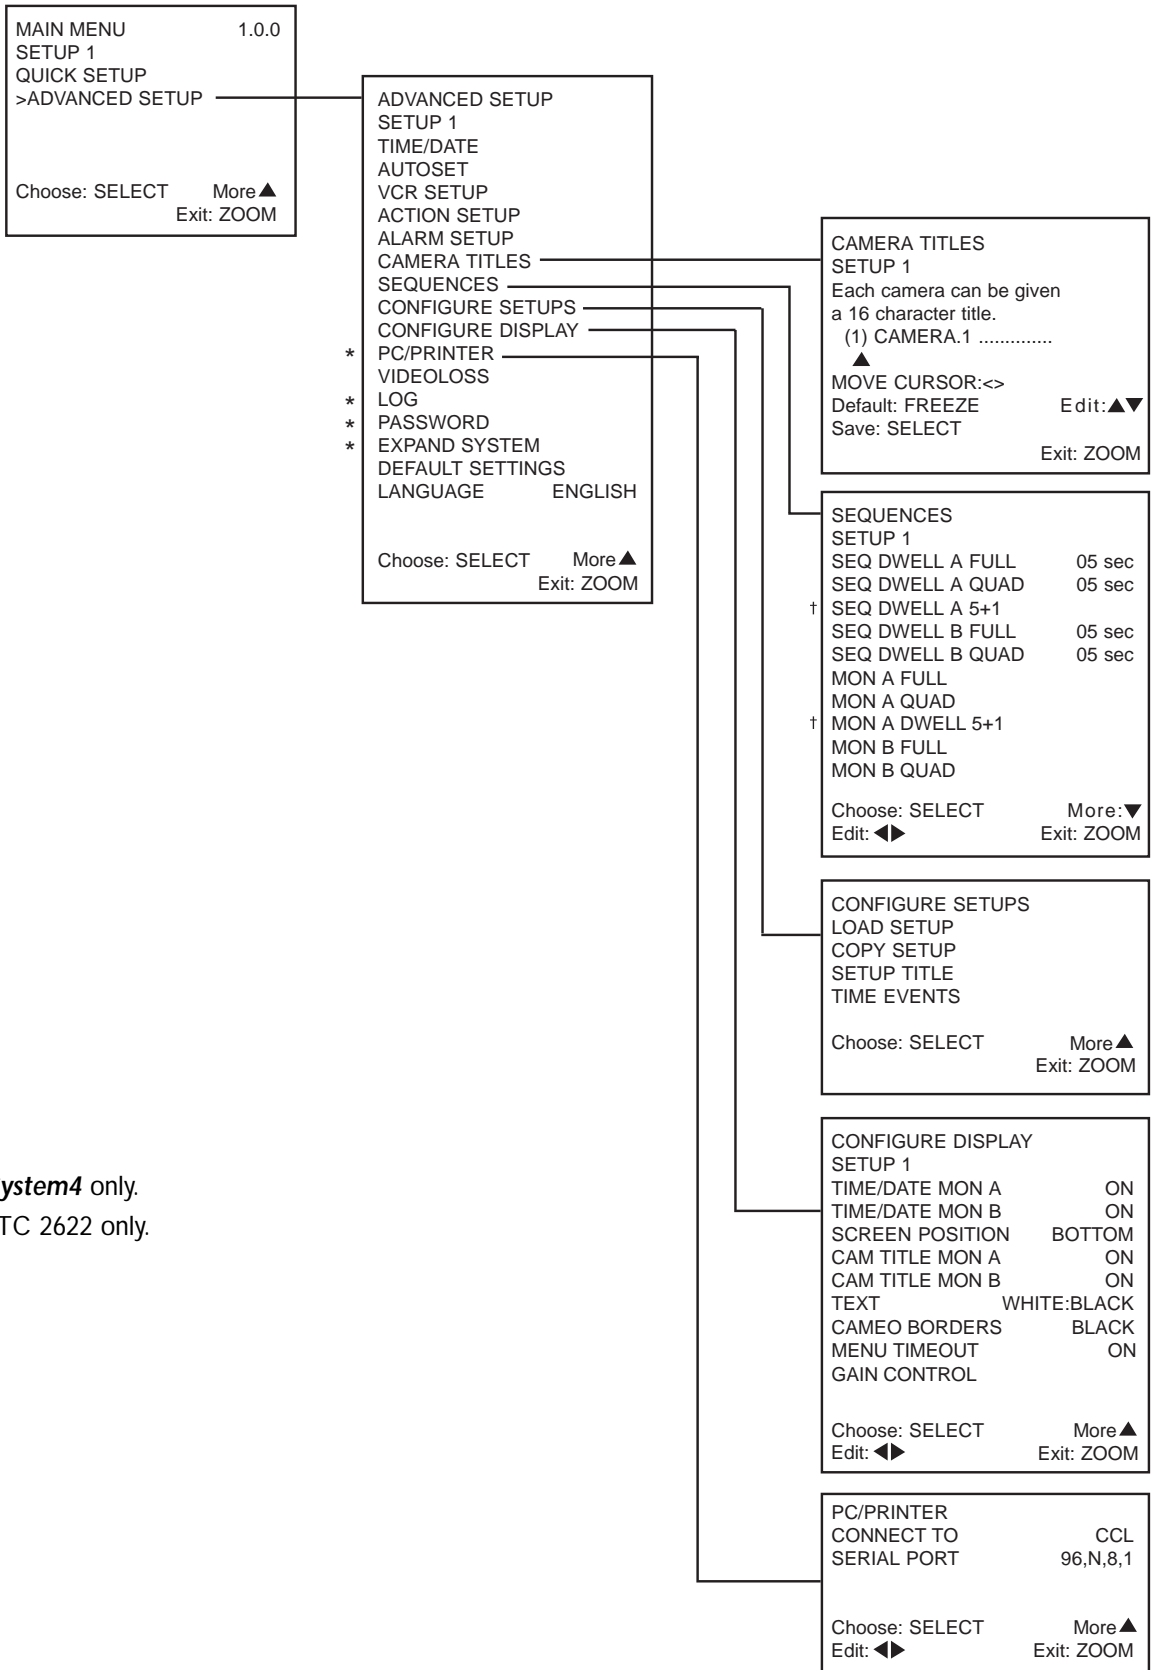 MAIN MENU 1.0.0
SETUP 1
QUICK SETUP
>ADVANCED SETUP
Choose: SELECT More▲
Exit: ZOOM
ADVANCED SETUP
SETUP 1
TIME/DATE
AUTOSET
VCR SETUP
ACTION SETUP
ALARM SETUP
CAMERA TITLES
SEQUENCES
CONFIGURE SETUPS
CONFIGURE DISPLAY
* PC/PRINTER
VIDEOLOSS
* LOG
* PASSWORD
* EXPAND SYSTEM
DEFAULT SETTINGS
LANGUAGE ENGLISH
Choose: SELECT More▲
Exit: ZOOM
CAMERA TITLES
SETUP 1
Each camera can be given
a 16 character title.
(1) CAMERA.1 ..............
▲
MOVE CURSOR:<>
Default: FREEZE Edit:▲▼
Save: SELECT
Exit: ZOOM
SEQUENCES
SETUP 1
SEQ DWELL A FULL 05 sec
SEQ DWELL A QUAD 05 sec
† SEQ DWELL A 5+1
SEQ DWELL B FULL 05 sec
SEQ DWELL B QUAD 05 sec
MON A FULL
MON A QUAD
† MON A DWELL 5+1
MON B FULL
MON B QUAD
Choose: SELECT More:▼
Edit: ◀▶ Exit: ZOOM
CONFIGURE SETUPS
LOAD SETUP
COPY SETUP
SETUP TITLE
TIME EVENTS
Choose: SELECT More▲
Exit: ZOOM
CONFIGURE DISPLAY
SETUP 1
TIME/DATE MON A ON
TIME/DATE MON B ON
SCREEN POSITION BOTTOM
CAM TITLE MON A ON
CAM TITLE MON B ON
TEXT WHITE:BLACK
CAMEO BORDERS BLACK
MENU TIMEOUT ON
GAIN CONTROL
Choose: SELECT More▲
Edit: ◀▶ Exit: ZOOM
PC/PRINTER
CONNECT TO CCL
SERIAL PORT 96,N,8,1
Choose: SELECT More▲
Edit: ◀▶ Exit: ZOOM
ystem4 only.
TC 2622 only.